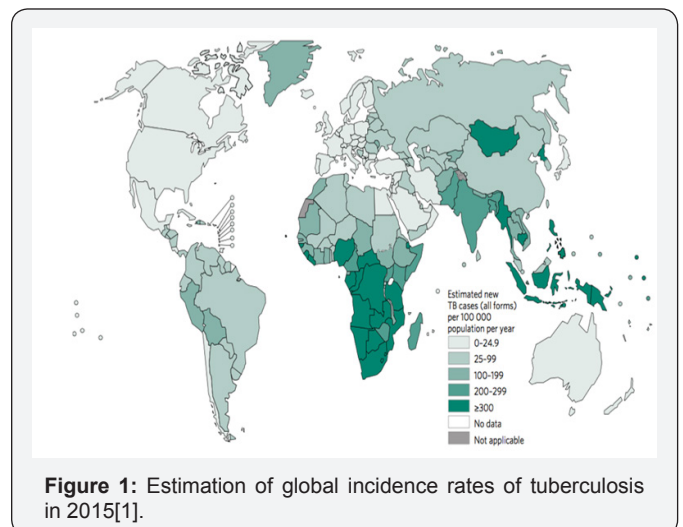 Estimated new
TB cases (all forms)
per 100 000
population per year
0-24.9
25-99
100-199
200-299
≥300
No data
Not applicable
Figure 1: Estimation of global incidence rates of tuberculosis
in 2015[1].